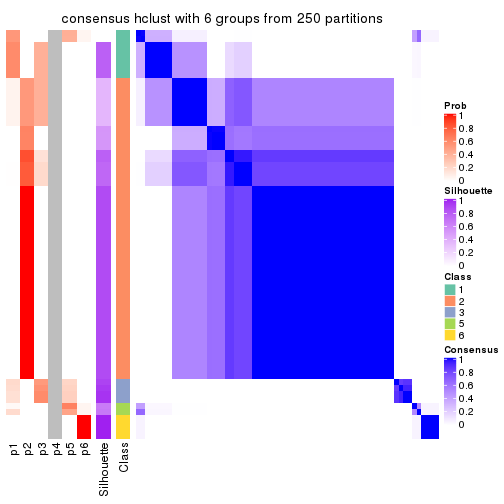 consensus hclust with 6 groups from 250 partitions
Prob
1
0.8
0.6
0.4
0.2
0
Silhouette
1
0.8
0.6
0.4
0.2
0
Class
1
2
3
5
6
Consensus
1
0.8
0.6
0.4
0.2
0
p1
p2
p3
p4
p5
p6
Silhouette
Class